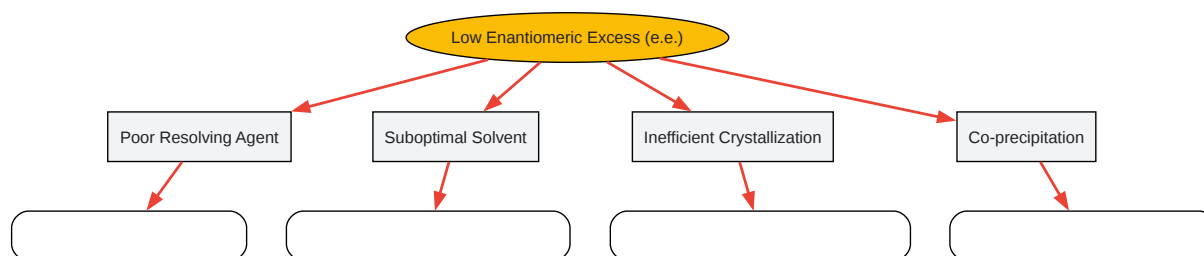 Low Enantiomeric Excess (e.e.)
Poor Resolving Agent
Suboptimal Solvent
Inefficient Crystallization
Co-precipitation